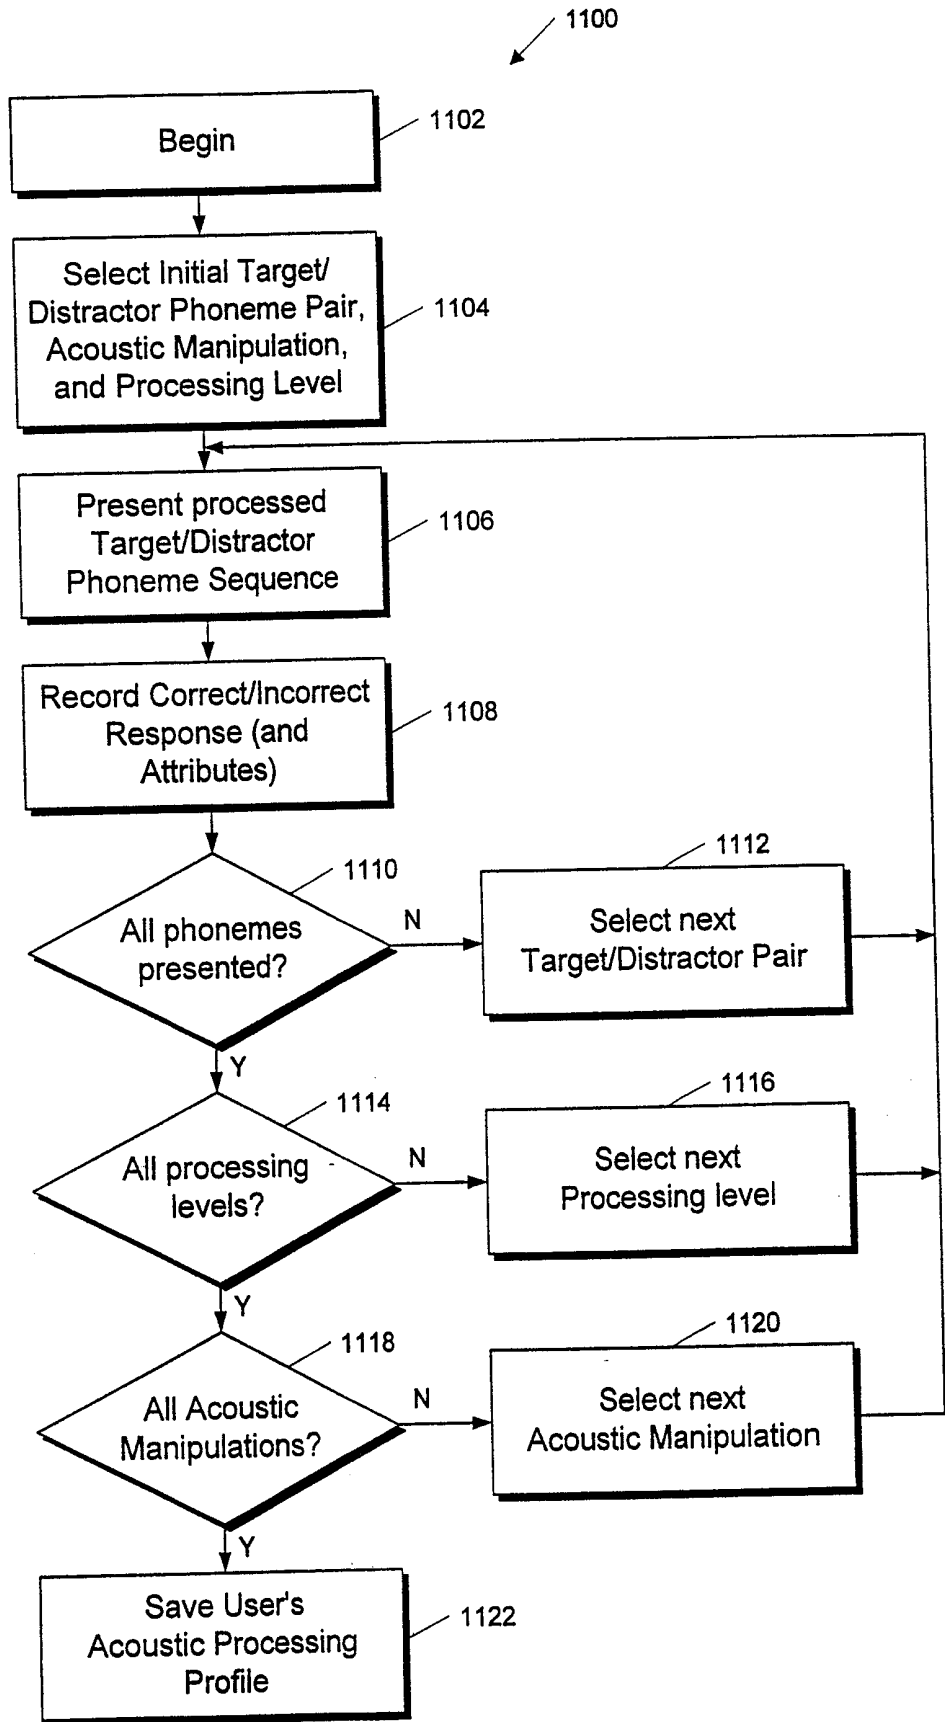 1100
Begin
1102
Select Initial Target/
Distractor Phoneme Pair,
Acoustic Manipulation,
and Processing Level
1104
Present processed
Target/Distractor
Phoneme Sequence
1106
Record Correct/Incorrect
Response (and
Attributes)
1108
All phonemes
presented?
1110
N
Select next
Target/Distractor Pair
1112
Y
All processing
levels?
1114
N
Select next
Processing level
1116
Y
All Acoustic
Manipulations?
1118
N
Select next
Acoustic Manipulation
1120
Y
Save User's
Acoustic Processing
Profile
1122